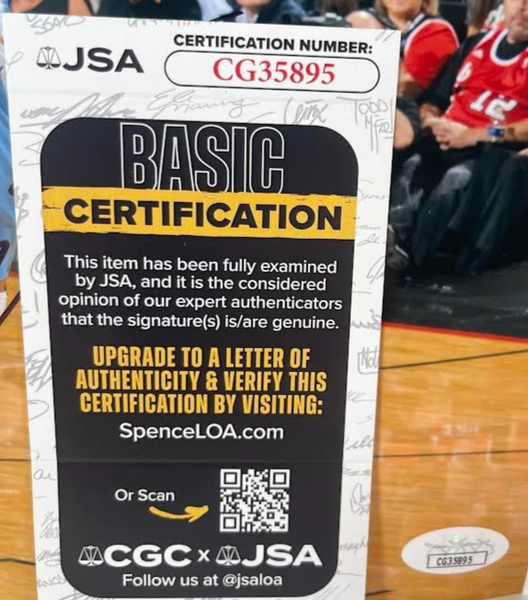 JSA
CERTIFICATION NUMBER:
CG35895
BASIC
CERTIFICATION
This item has been fully examined
by JSA, and it is the considered
opinion of our expert authenticators
that the signature(s) is/are genuine.
UPGRADE TO A LETTER OF
AUTHENTICITY & VERIFY THIS
CERTIFICATION BY VISITING:
SpenceLOA.com
Or Scan
CGC x JSA
Follow us at @jsaloa
CG35895
12